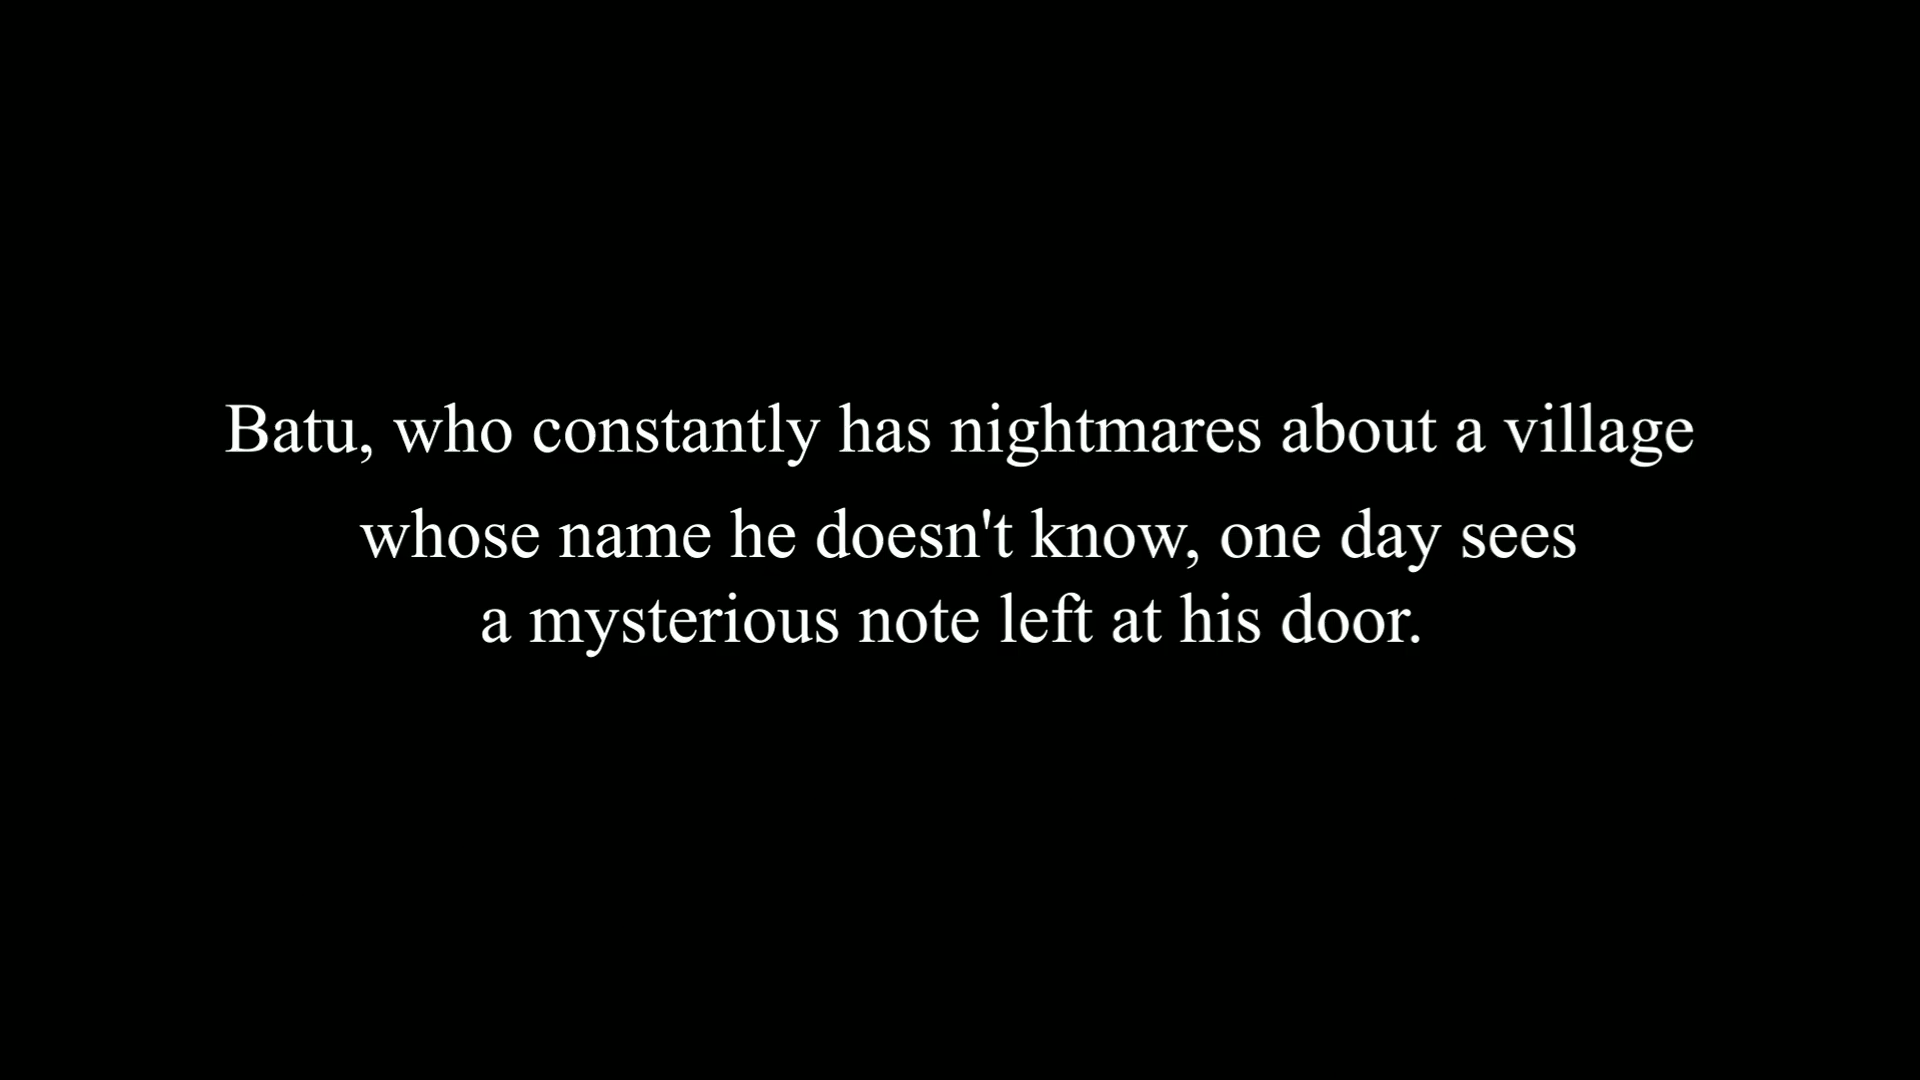 Batu, who constantly has nightmares about a village
whose name he doesn't know, one day sees
a mysterious note left at his door.